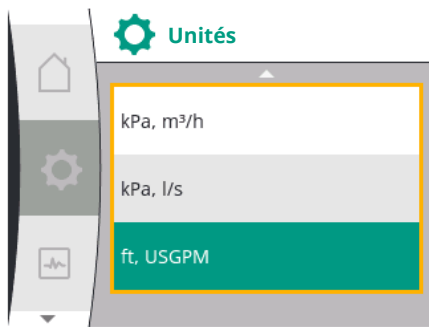 Unités
kPa, m³/h
kPa, l/s
ft, USGPM